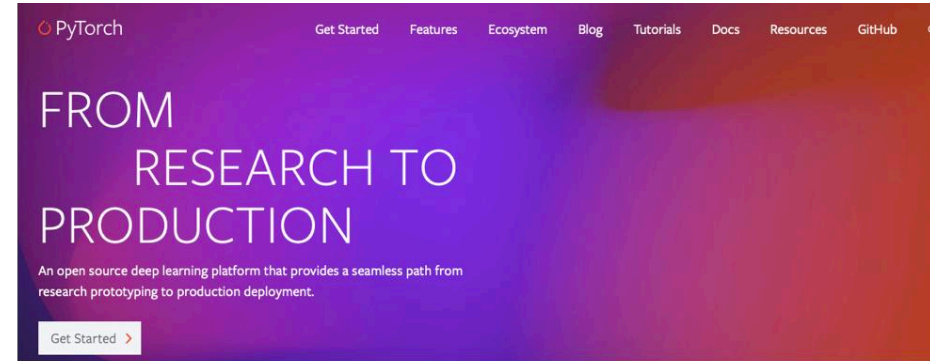 PyTorch
Get Started Features Ecosystem Blog Tutorials Docs Resources GitHub
FROM
RESEARCH TO
PRODUCTION
An open source deep learning platform that provides a seamless path from
research prototyping to production deployment.
Get Started